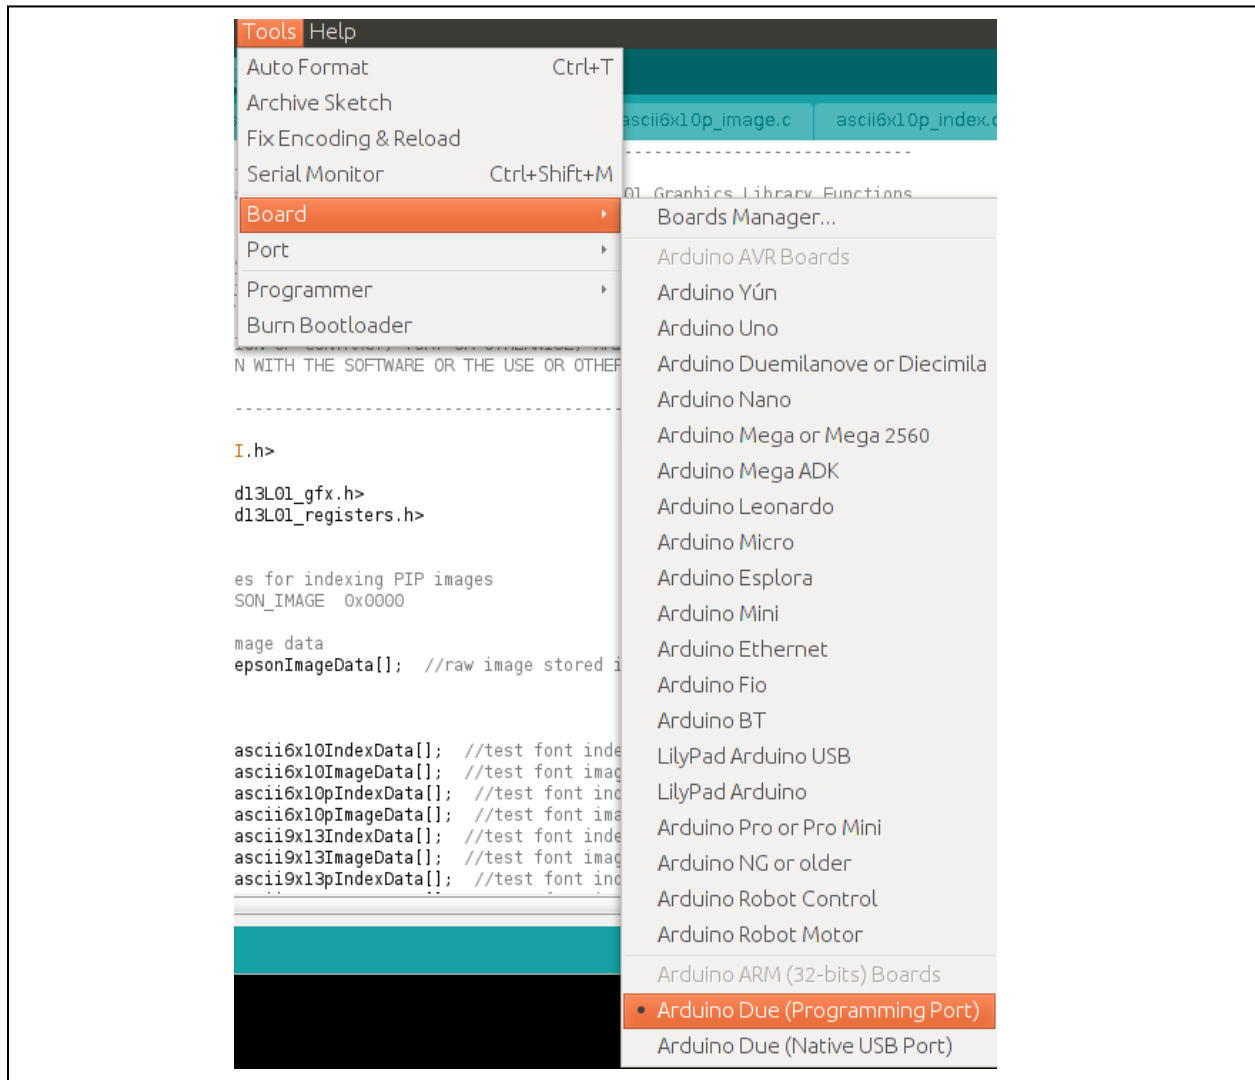 Tools Help
Auto Format Ctrl+T
Archive Sketch
Fix Encoding & Reload
Serial Monitor Ctrl+Shift+M
Board
Port
Programmer
Burn Bootloader
ascii6x10p_image.c ascii6x10p_index.c
01 Graphics Library Functions
Boards Manager...
Arduino AVR Boards
Arduino Yún
Arduino Uno
Arduino Duemilanove or Diecimila
Arduino Nano
Arduino Mega or Mega 2560
Arduino Mega ADK
Arduino Leonardo
Arduino Micro
Arduino Esplora
Arduino Mini
Arduino Ethernet
Arduino Fio
Arduino BT
LilyPad Arduino USB
LilyPad Arduino
Arduino Pro or Pro Mini
Arduino NG or older
Arduino Robot Control
Arduino Robot Motor
Arduino ARM (32-bits) Boards
Arduino Due (Programming Port)
Arduino Due (Native USB Port)
N WITH THE SOFTWARE OR THE USE OR OTHER
I.h>
d13L01_gfx.h>
d13L01_registers.h>
es for indexing PIP images
SON_IMAGE 0x0000
mage data
epsonImageData[]; //raw image stored i
ascii6x10IndexData[]; //test font inde
ascii6x10ImageData[]; //test font imag
ascii6x10pIndexData[]; //test font ind
ascii6x10pImageData[]; //test font ima
ascii9x13IndexData[]; //test font inde
ascii9x13ImageData[]; //test font imag
ascii9x13pIndexData[]; //test font ind